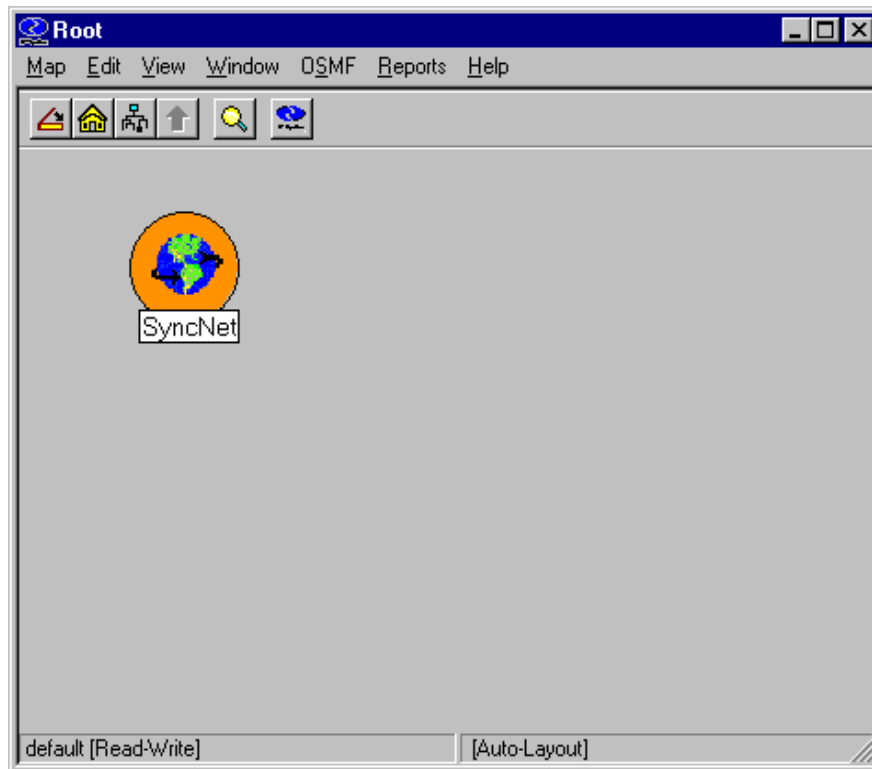 Root
Map Edit View Window OSMF Reports Help
SyncNet
default [Read-Write] [Auto-Layout]